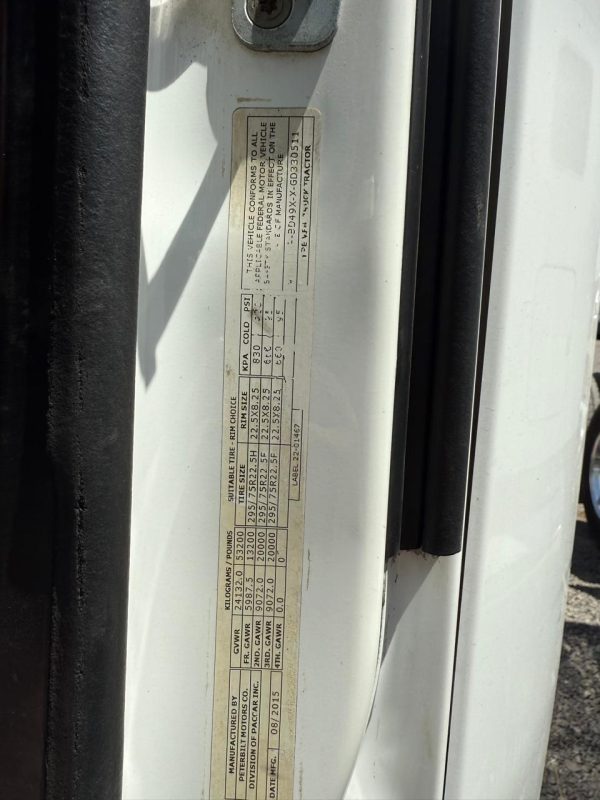 MANUFACTURED BY
PETERBILT MOTORS CO.
DIVISION OF PACCAR INC.
DATE MFG. 08/2015
KILOGRAMS / POUNDS
GVWR 24132.0 53200
FR. GAWR 5987.5 13200
2ND. GAWR 9072.0 20000
3RD. GAWR 9072.0 20000
4TH. GAWR 0.0 0
SUITABLE TIRE - RIM CHOICE
TIRE SIZE RIM SIZE KPA COLD PSI
295/75R22.5H 22.5X8.25 830
295/75R22.5F 22.5X8.25
295/75R22.5F 22.5X8.25
LABEL 22-01467
THIS VEHICLE CONFORMS TO ALL
APPLICABLE FEDERAL MOTOR VEHICLE
SAFETY STANDARDS IN EFFECT ON THE
OF MANUFACTURE
TRACTOR